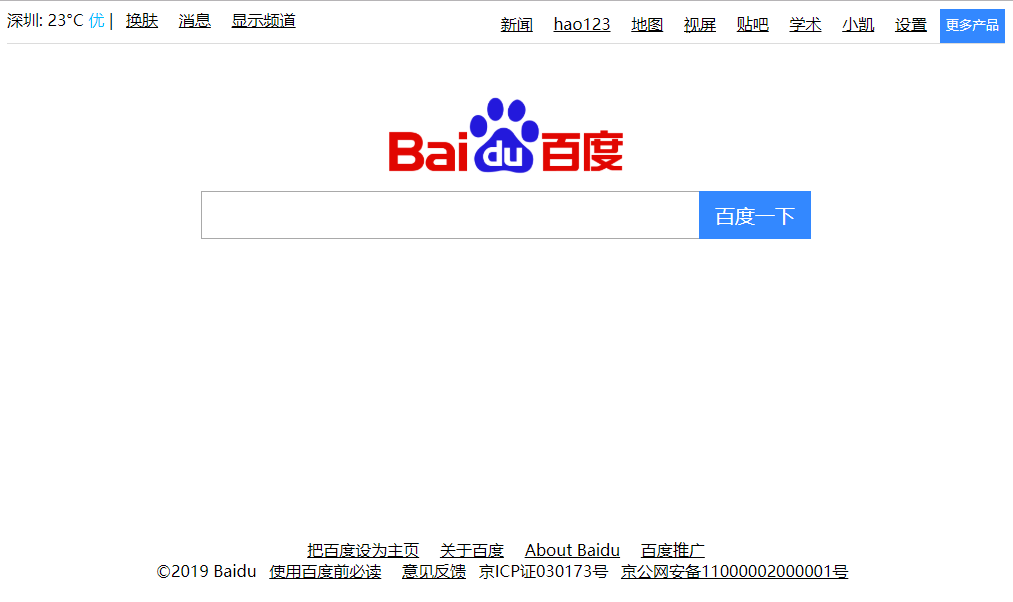 深圳: 23°C 优 | 换肤 消息 显示频道
新闻 hao123 地图 视屏 贴吧 学术 小凯 设置 更多产品
Baidu百度
百度一下
把百度设为主页 关于百度 About Baidu 百度推广
©2019 Baidu 使用百度前必读 意见反馈 京ICP证030173号 京公网安备11000002000001号